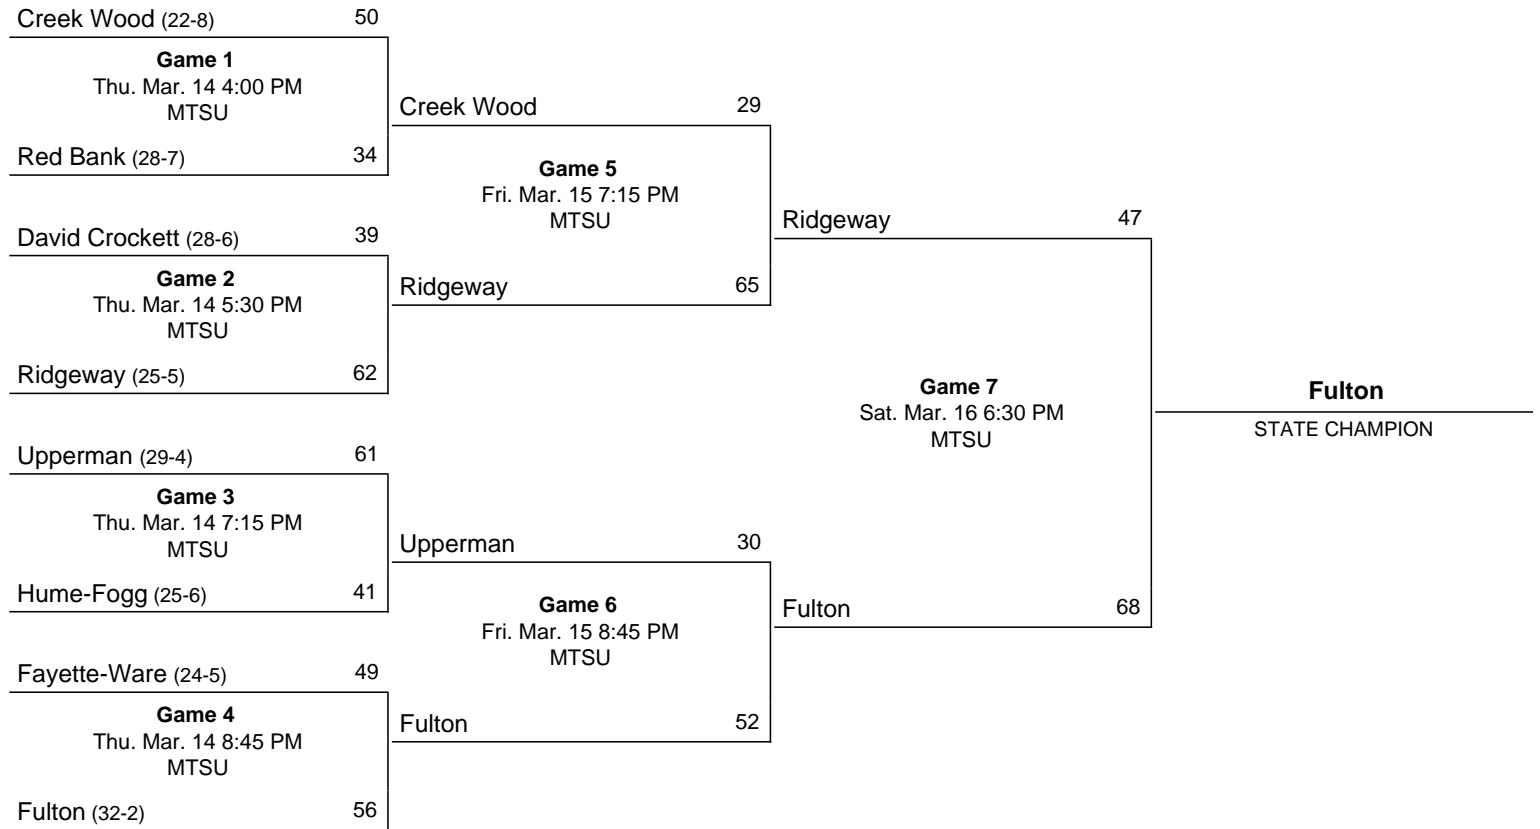 Creek Wood (22-8) 50
Game 1
Thu. Mar. 14 4:00 PM
MTSU
Red Bank (28-7) 34
David Crockett (28-6) 39
Game 2
Thu. Mar. 14 5:30 PM
MTSU
Ridgeway (25-5) 62
Upperman (29-4) 61
Game 3
Thu. Mar. 14 7:15 PM
MTSU
Hume-Fogg (25-6) 41
Fayette-Ware (24-5) 49
Game 4
Thu. Mar. 14 8:45 PM
MTSU
Fulton (32-2) 56
Creek Wood 29
Game 5
Fri. Mar. 15 7:15 PM
MTSU
Ridgeway 65
Upperman 30
Game 6
Fri. Mar. 15 8:45 PM
MTSU
Fulton 52
Ridgeway 47
Game 7
Sat. Mar. 16 6:30 PM
MTSU
Fulton 68
Fulton
STATE CHAMPION